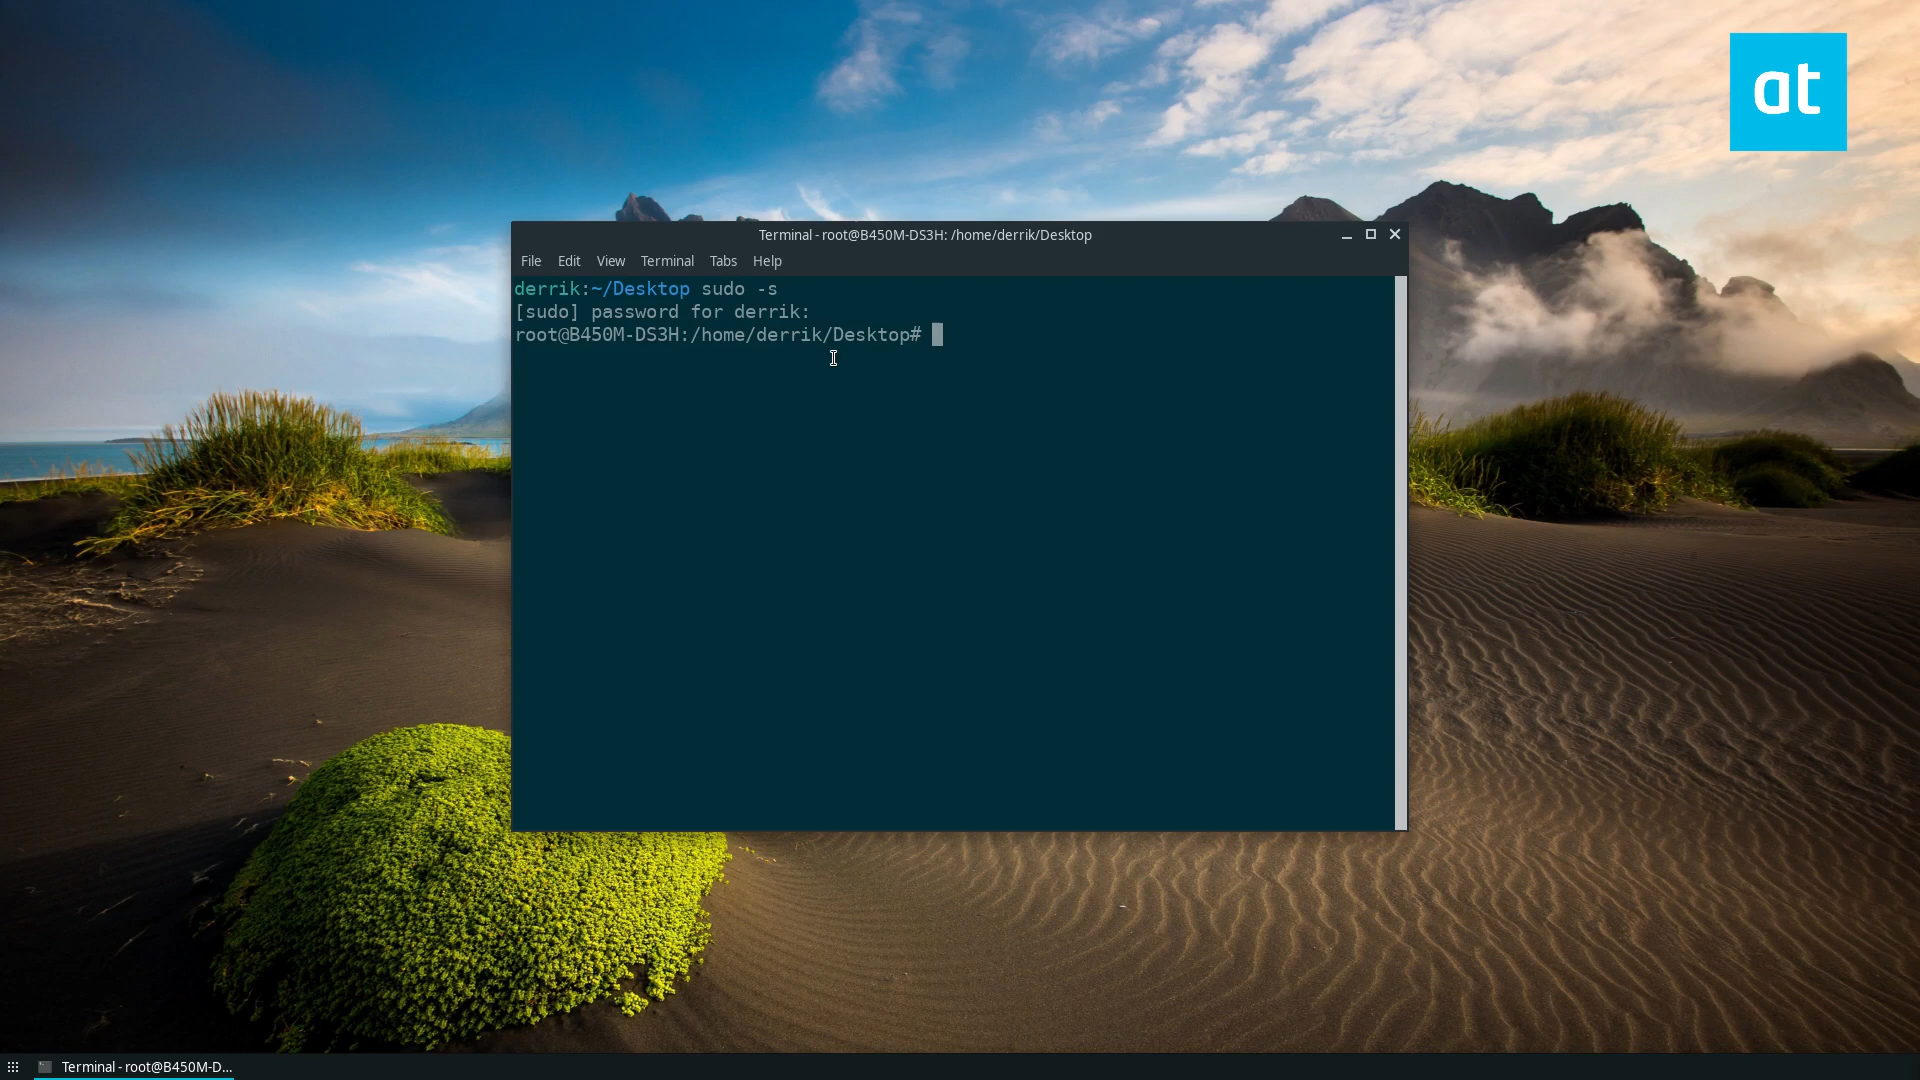 at
Terminal - root@B450M-DS3H: /home/derrik/Desktop
File Edit View Terminal Tabs Help
derrik:~/Desktop sudo -s
[sudo] password for derrik:
root@B450M-DS3H:/home/derrik/Desktop#
Terminal - root@B450M-D...